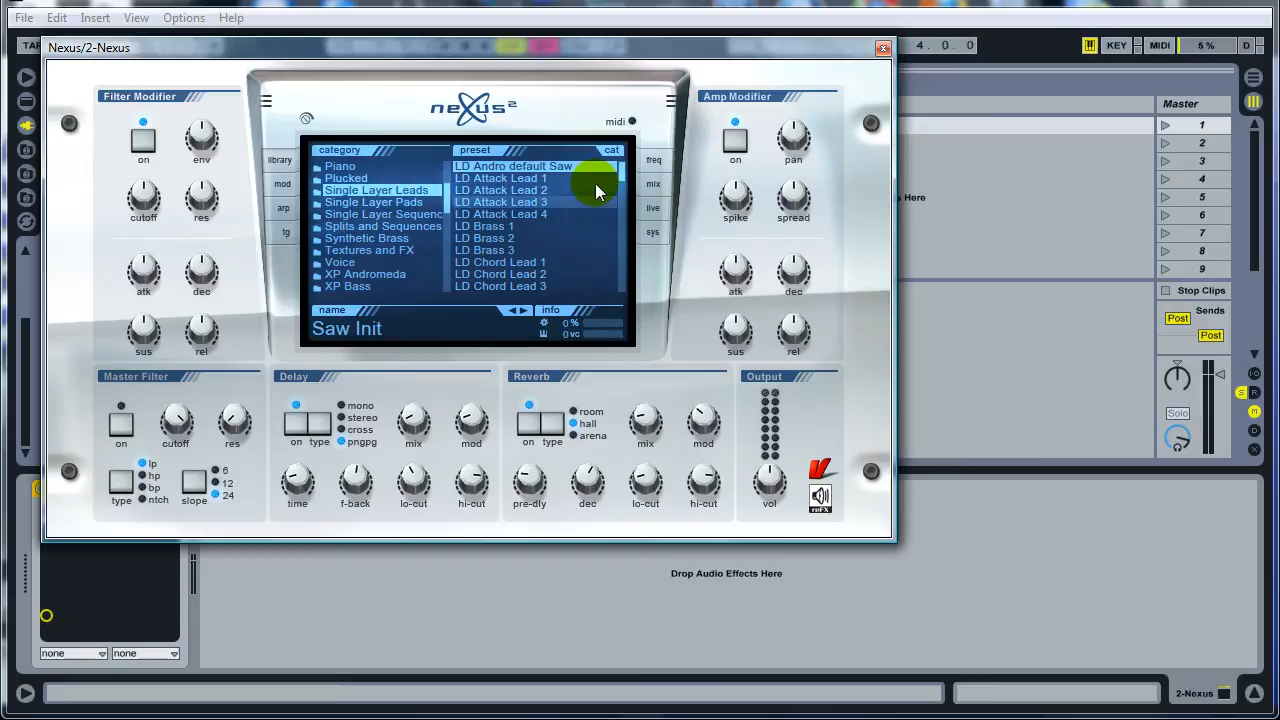 File Edit Insert View Options Help
TAP
4. 0. 0
KEY
MIDI
5 %
D
Nexus/2-Nexus
Filter Modifier
on
env
cutoff
res
atk
dec
sus
rel
nexus²
midi
library
mod
arp
tg
category
preset
cat
Piano
Plucked
Single Layer Leads
Single Layer Pads
Single Layer Sequenc
Splits and Sequences
Synthetic Brass
Textures and FX
Voice
XP Andromeda
XP Bass
LD Andro default Saw
LD Attack Lead 1
LD Attack Lead 2
LD Attack Lead 3
LD Attack Lead 4
LD Brass 1
LD Brass 2
LD Brass 3
LD Chord Lead 1
LD Chord Lead 2
LD Chord Lead 3
name
info
Saw Init
0 %
0 vc
freq
mix
live
sys
Amp Modifier
on
pan
spike
spread
atk
dec
sus
rel
Master Filter
on
cutoff
res
type
lp
hp
bp
ntch
slope
6
12
24
Delay
on
type
mono
stereo
cross
pngpg
mix
mod
time
f-back
lo-cut
hi-cut
Reverb
on
type
room
hall
arena
mix
mod
pre-dly
dec
lo-cut
hi-cut
Output
vol
reFX
Master
1
2
3
4
5
6
7
8
9
s Here
Stop Clips
Sends
Post
Post
Solo
I·O
S
R
M
D
X
Drop Audio Effects Here
none
none
2-Nexus